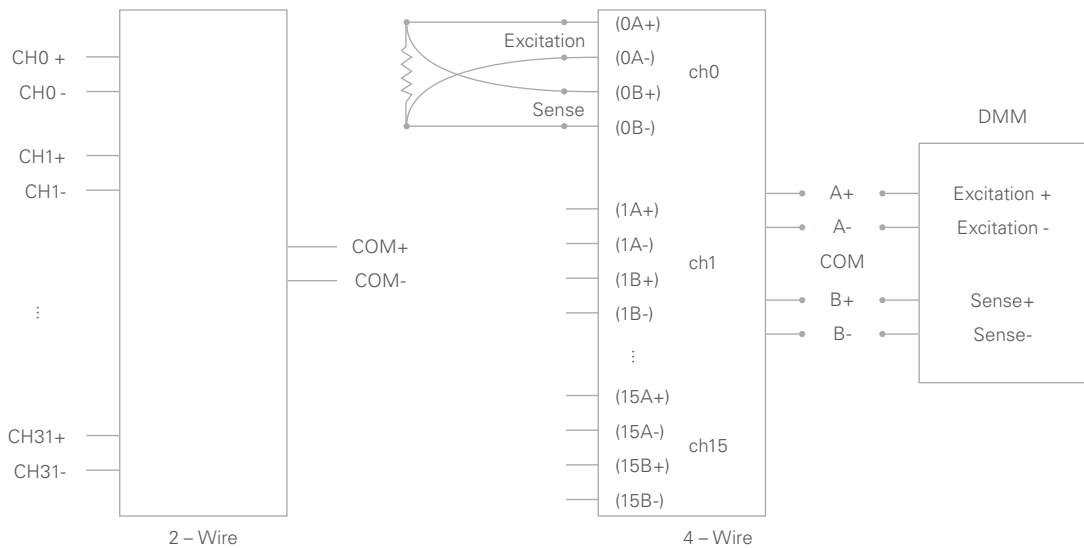 CH0 +
CH0 -
CH1+
CH1-
⋮
CH31+
CH31-
COM+
COM-
2 – Wire
Excitation
Sense
(0A+)
(0A-)
(0B+)
(0B-)
ch0
(1A+)
(1A-)
(1B+)
(1B-)
ch1
⋮
(15A+)
(15A-)
(15B+)
(15B-)
ch15
4 – Wire
A+
A-
COM
B+
B-
DMM
Excitation +
Excitation -
Sense+
Sense-